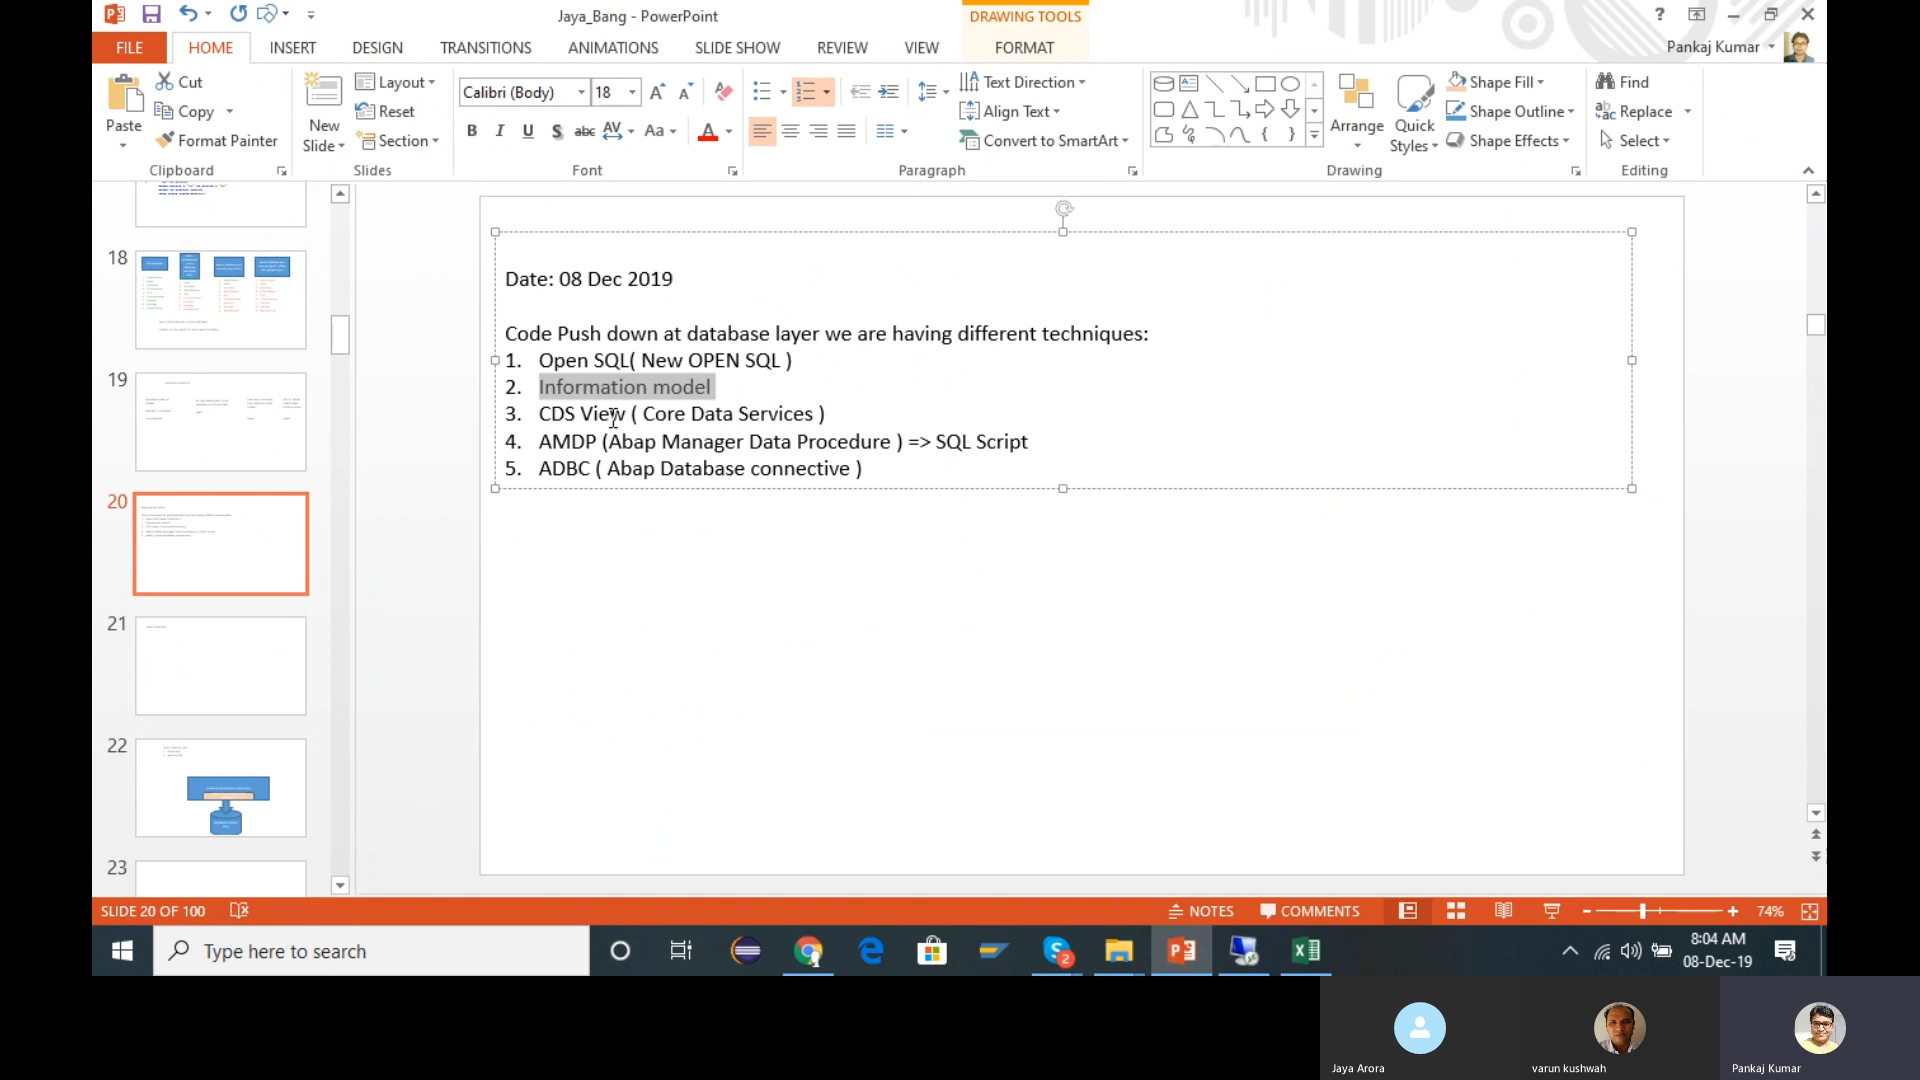 Jaya_Bang - PowerPoint
DRAWING TOOLS
?
FILE
HOME
INSERT
DESIGN
TRANSITIONS
ANIMATIONS
SLIDE SHOW
REVIEW
VIEW
FORMAT
Pankaj Kumar
Paste
Cut
Copy
Format Painter
Clipboard
New
Slide
Layout
Reset
Section
Slides
Calibri (Body)
18
B I U S abc AV Aa A
Font
Text Direction
Align Text
Convert to SmartArt
Paragraph
Arrange
Quick
Styles
Shape Fill
Shape Outline
Shape Effects
Drawing
Find
Replace
Select
Editing
18
19
20
21
22
23
Date: 08 Dec 2019
Code Push down at database layer we are having different techniques:
1. Open SQL( New OPEN SQL )
2. Information model
3. CDS View ( Core Data Services )
4. AMDP (Abap Manager Data Procedure ) => SQL Script
5. ADBC ( Abap Database connective )
SLIDE 20 OF 100
NOTES
COMMENTS
74%
Type here to search
2
8:04 AM
08-Dec-19
Jaya Arora
varun kushwah
Pankaj Kumar